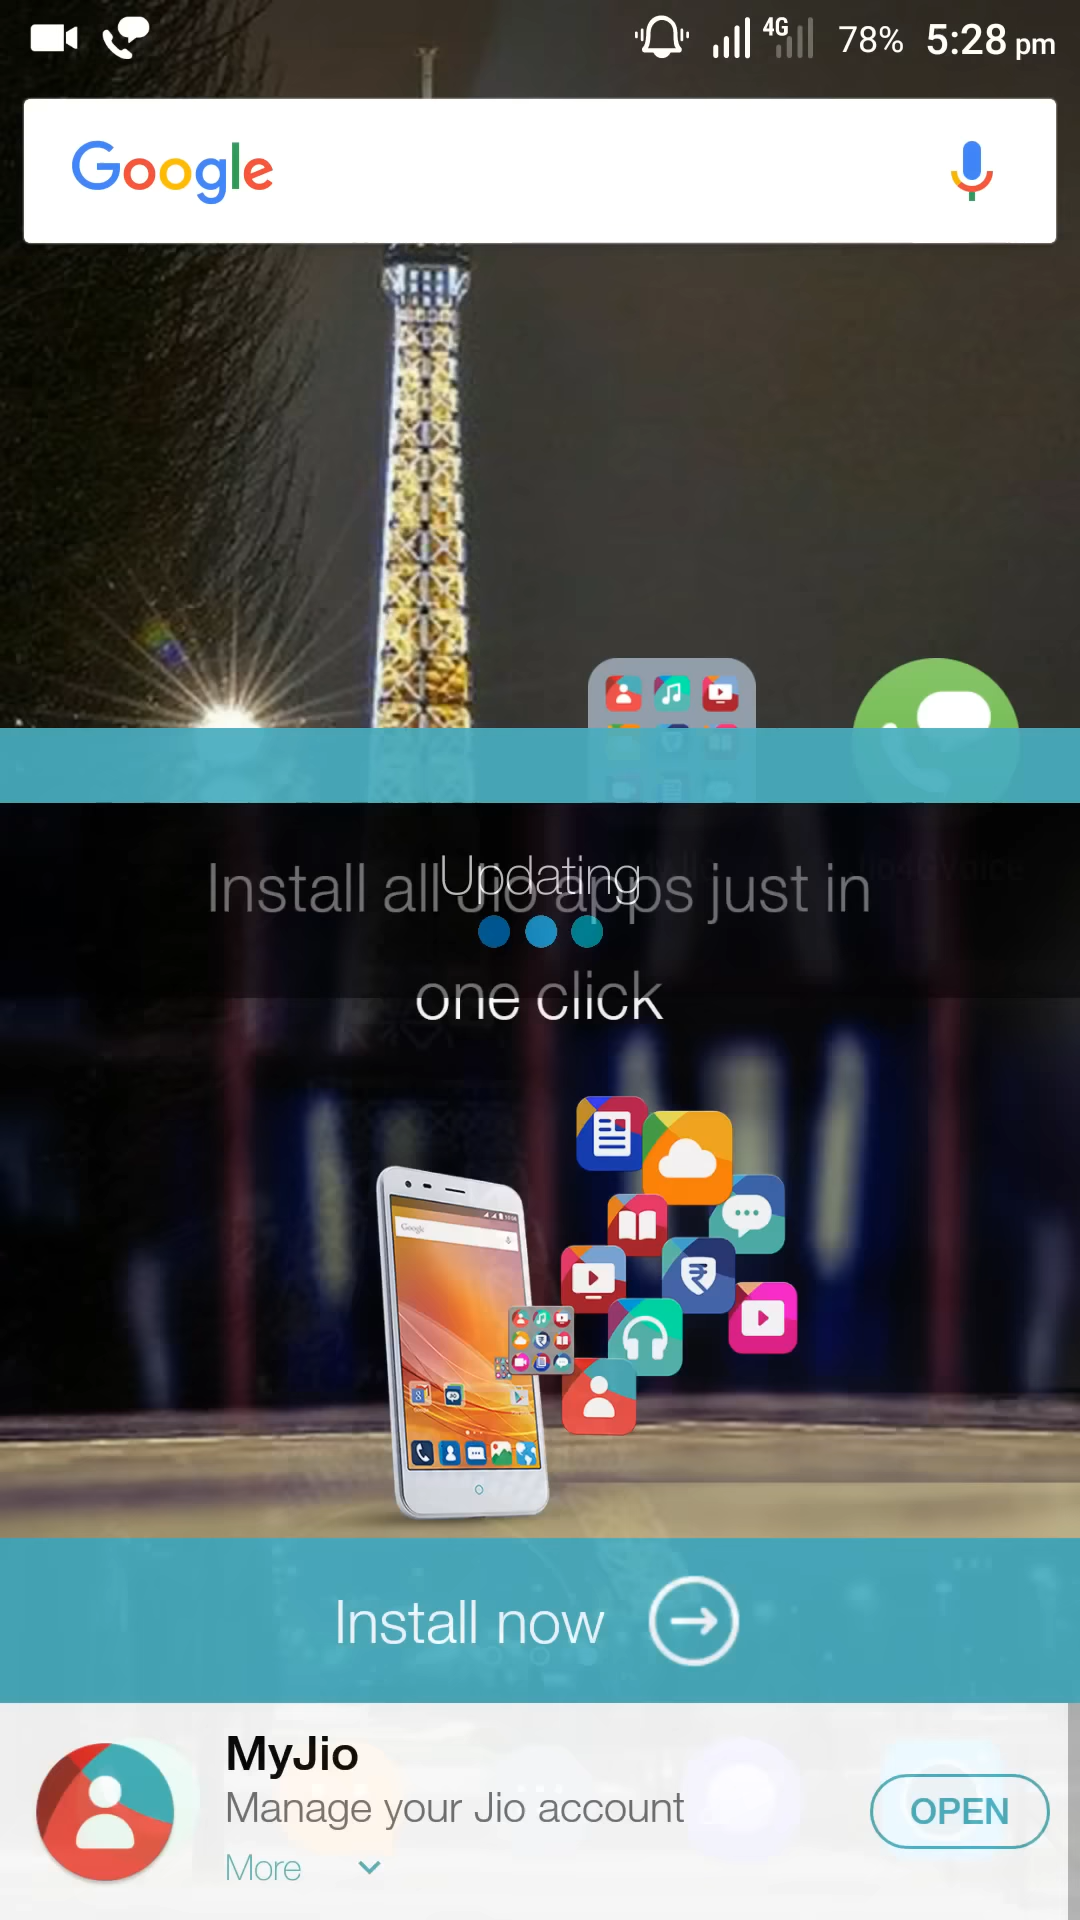 4G 78% 5:28 pm
Google
Updating
Install all Jio apps just in
one click
Install now
MyJio
Manage your Jio account
OPEN
More